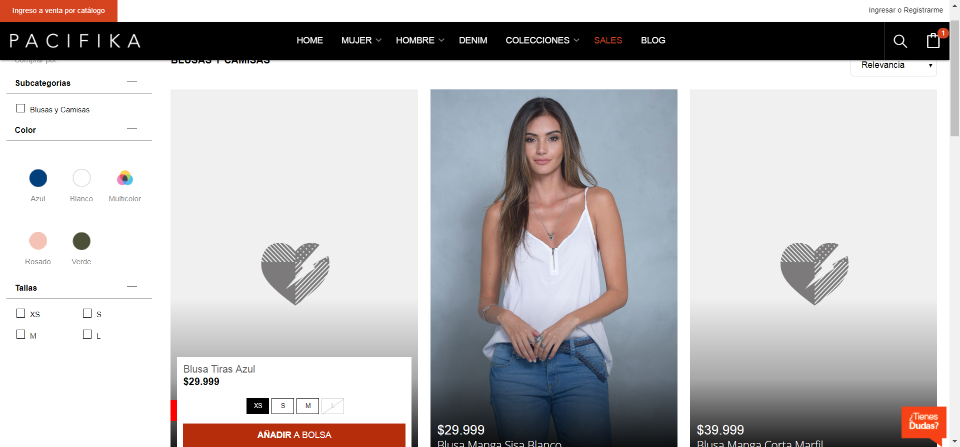 Ingreso a venta por catálogo
Ingresar o Registrarme
PACIFIKA
HOME MUJER HOMBRE DENIM COLECCIONES SALES BLOG
1
Comprar por
BLUSAS Y CAMISAS
Relevancia
Subcategorías
Blusas y Camisas
Color
Azul Blanco Multicolor
Rosado Verde
Tallas
XS S
M L
Blusa Tiras Azul
$29.999
XS S M L
AÑADIR A BOLSA
$29.999
Blusa Manga Sisa Blanco
$39.999
Blusa Manga Corta Marfil
¿Tienes
Dudas?